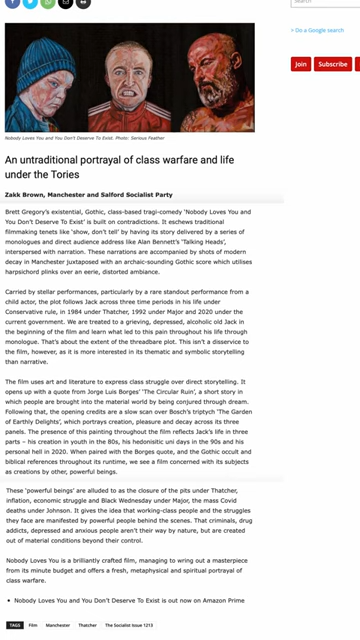 Search
> Do a Google search
Join
Subscribe
Nobody Loves You and You Don't Deserve To Exist. Photo: Serious Feather
An untraditional portrayal of class warfare and life
under the Tories
Zakk Brown, Manchester and Salford Socialist Party
Brett Gregory's existential, Gothic, class-based tragi-comedy 'Nobody Loves You and
You Don't Deserve To Exist' is built on contradictions. It eschews traditional
filmmaking tenets like 'show, don't tell' by having its story delivered by a series of
monologues and direct audience address like Alan Bennett's 'Talking Heads',
interspersed with narration. These narrations are accompanied by shots of modern
decay in Manchester juxtaposed with an archaic-sounding Gothic score which utilises
harpsichord plinks over an eerie, distorted ambiance.
Carried by stellar performances, particularly by a rare standout performance from a
child actor, the plot follows Jack across three time periods in his life under
Conservative rule, in 1984 under Thatcher, 1992 under Major and 2020 under the
current government. We are treated to a grieving, depressed, alcoholic old Jack in
the beginning of the film and learn what led to this pain throughout his life through
monologue. That's about the extent of the threadbare plot. This isn't a disservice to
the film, however, as it is more interested in its thematic and symbolic storytelling
than narrative.
The film uses art and literature to express class struggle over direct storytelling. It
opens up with a quote from Jorge Luis Borges' 'The Circular Ruin', a short story in
which people are brought into the material world by being conjured through dream.
Following that, the opening credits are a slow scan over Bosch's triptych 'The Garden
of Earthly Delights', which portrays creation, pleasure and decay across its three
panels. The presence of this painting throughout the film reflects Jack's life in three
parts – his creation in youth in the 80s, his hedonisitic uni days in the 90s and his
personal hell in 2020. When paired with the Borges quote, and the Gothic occult and
biblical references throughout its runtime, we see a film concerned with its subjects
as creations by other, powerful beings.
These 'powerful beings' are alluded to as the closure of the pits under Thatcher,
inflation, economic struggle and Black Wednesday under Major, the mass Covid
deaths under Johnson. It gives the idea that working-class people and the struggles
they face are manifested by powerful people behind the scenes. That criminals, drug
addicts, depressed and anxious people aren't their way by nature, but are created
out of material conditions beyond their control.
Nobody Loves You is a brilliantly crafted film, managing to wring out a masterpiece
from its minute budget and offers a fresh, metaphysical and spiritual portrayal of
class warfare.
• Nobody Loves You and You Don't Deserve To Exist is out now on Amazon Prime
TAGS Film Manchester Thatcher The Socialist issue 1213